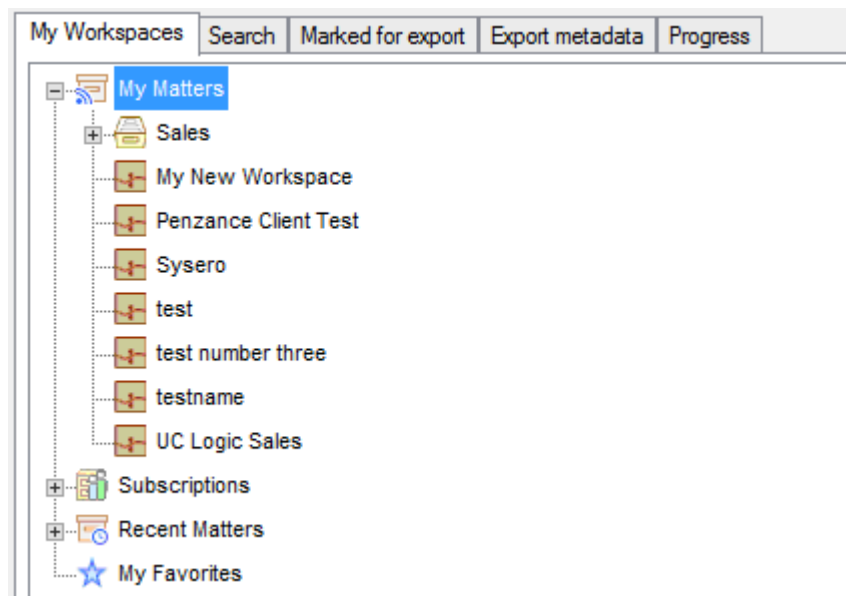 My Workspaces Search Marked for export Export metadata Progress
My Matters
Sales
My New Workspace
Penzance Client Test
Sysero
test
test number three
testname
UC Logic Sales
Subscriptions
Recent Matters
My Favorites